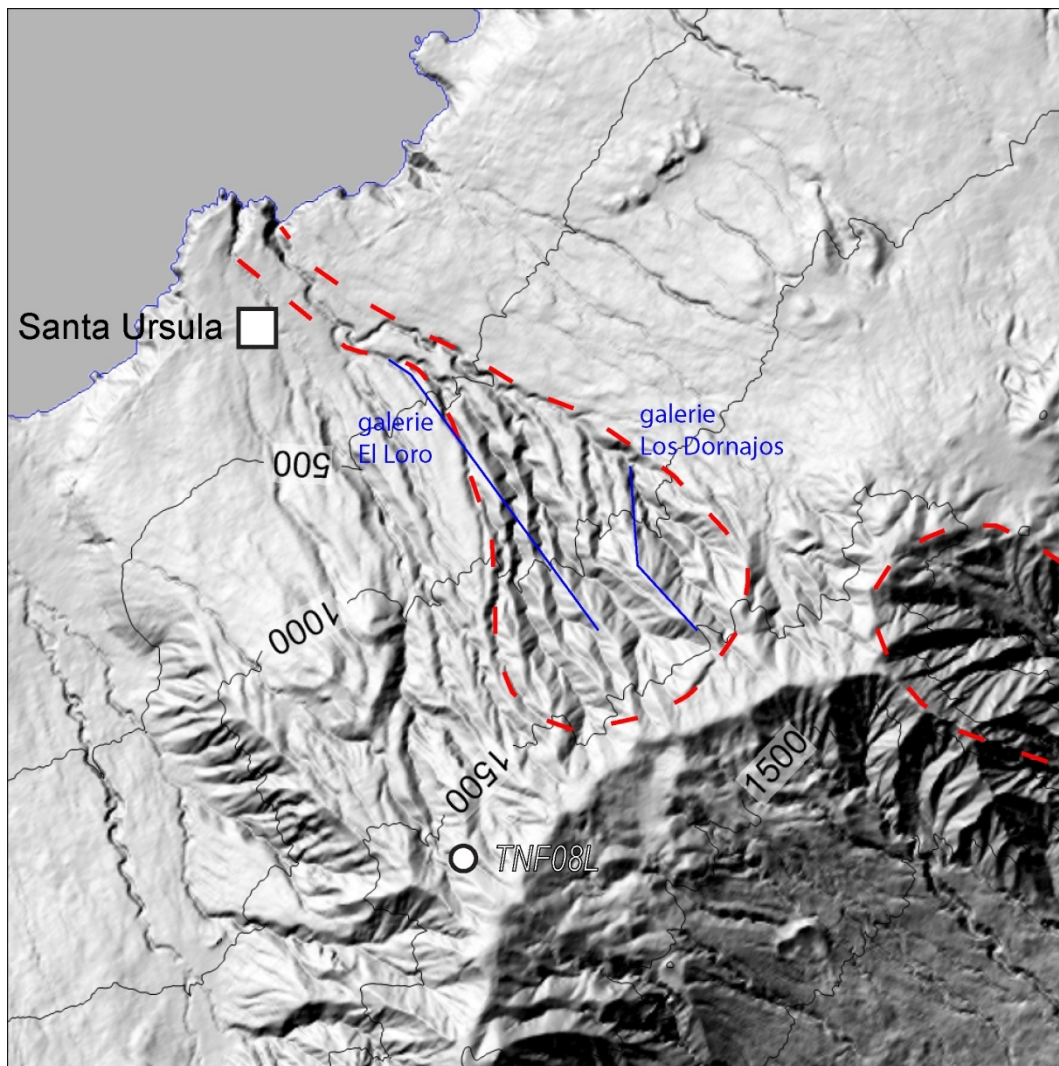 Santa Ursula
galerie
El Loro
galerie
Los Dornajos
500
1000
1500
1500
TNF08L